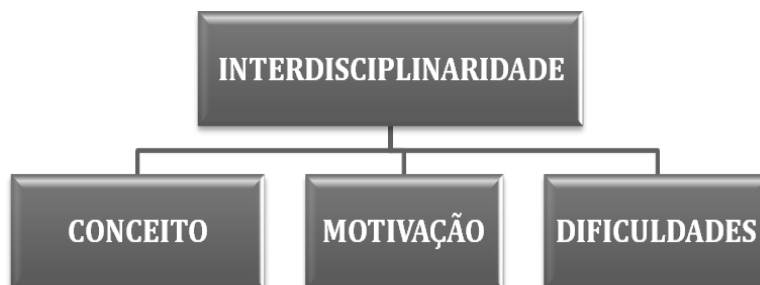 INTERDISCIPLINARIDADE
CONCEITO
MOTIVAÇÃO
DIFICULDADES